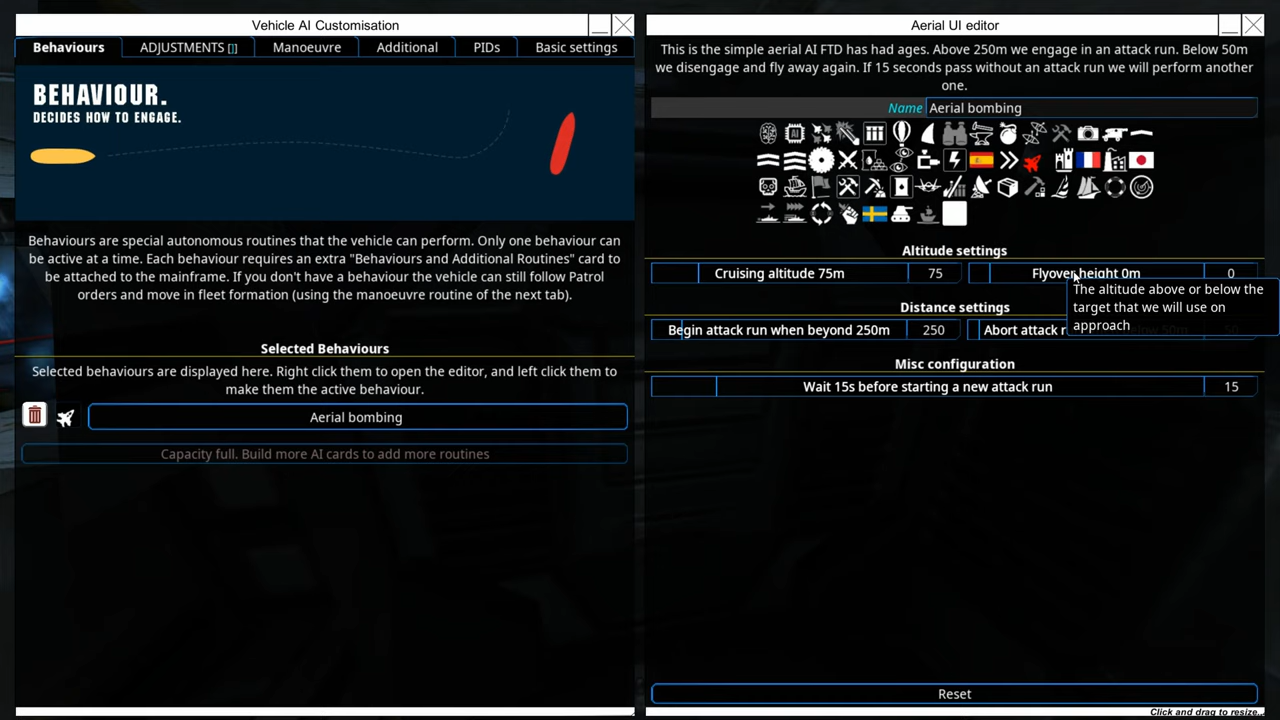 Vehicle AI Customisation
Behaviours
ADJUSTMENTS []
Manoeuvre
Additional
PIDs
Basic settings
BEHAVIOUR.
DECIDES HOW TO ENGAGE.
Behaviours are special autonomous routines that the vehicle can perform. Only one behaviour can
be active at a time. Each behaviour requires an extra "Behaviours and Additional Routines" card to
be attached to the mainframe. If you don't have a behaviour the vehicle can still follow Patrol
orders and move in fleet formation (using the manoeuvre routine of the next tab).
Selected Behaviours
Selected behaviours are displayed here. Right click them to open the editor, and left click them to
make them the active behaviour.
Aerial bombing
Capacity full. Build more AI cards to add more routines
Aerial UI editor
This is the simple aerial AI FTD has had ages. Above 250m we engage in an attack run. Below 50m
we disengage and fly away again. If 15 seconds pass without an attack run we will perform another
one.
Name Aerial bombing
AI
Altitude settings
Cruising altitude 75m 75
Flyover height 0m 0
The altitude above or below the
target that we will use on
approach
Distance settings
Begin attack run when beyond 250m 250
Abort attack
Misc configuration
Wait 15s before starting a new attack run 15
Reset
Click and drag to resize..